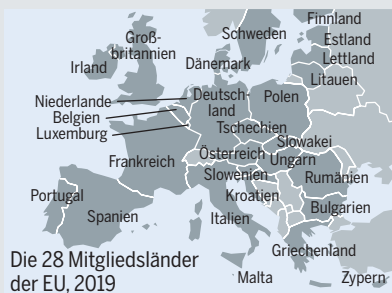 Finnland
Schweden
Estland
Groß-
britannien
Lettland
Irland
Dänemark
Litauen
Niederlande
Deutsch-
land
Polen
Belgien
Luxemburg
Tschechien
Slowakei
Frankreich
Österreich
Ungarn
Slowenien
Rumänien
Kroatien
Portugal
Spanien
Italien
Bulgarien
Griechenland
Die 28 Mitgliedsländer
der EU, 2019
Malta
Zypern